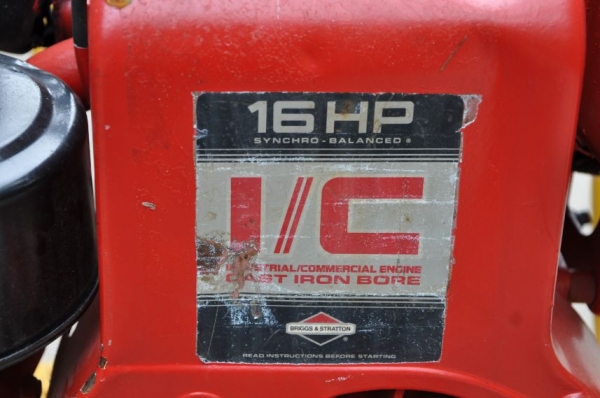 16 HP
SYNCHRO-BALANCED ®
I/C
INDUSTRIAL/COMMERCIAL ENGINE
CAST IRON BORE
BRIGGS & STRATTON
READ INSTRUCTIONS BEFORE STARTING